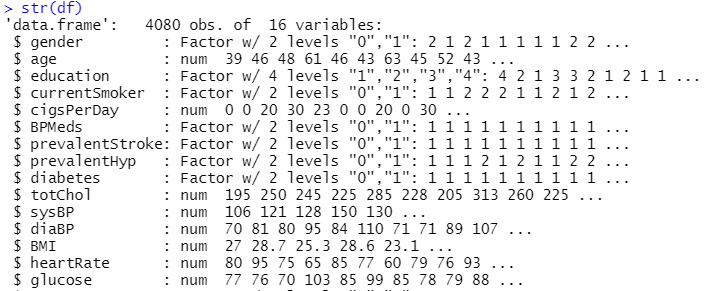 > str(df)
'data.frame':   4080 obs. of  16 variables:
 $ gender         : Factor w/ 2 levels "0","1": 2 1 2 1 1 1 1 1 2 2 ...
 $ age            : num  39 46 48 61 46 43 63 45 52 43 ...
 $ education      : Factor w/ 4 levels "1","2","3","4": 4 2 1 3 3 2 1 2 1 1 ...
 $ currentSmoker  : Factor w/ 2 levels "0","1": 1 1 2 2 2 1 1 2 1 2 ...
 $ cigsPerDay     : num  0 0 20 30 23 0 0 20 0 30 ...
 $ BPMeds         : Factor w/ 2 levels "0","1": 1 1 1 1 1 1 1 1 1 1 ...
 $ prevalentStroke: Factor w/ 2 levels "0","1": 1 1 1 1 1 1 1 1 1 1 ...
 $ prevalentHyp   : Factor w/ 2 levels "0","1": 1 1 1 2 1 2 1 1 2 2 ...
 $ diabetes       : Factor w/ 2 levels "0","1": 1 1 1 1 1 1 1 1 1 1 ...
 $ totChol        : num  195 250 245 225 285 228 205 313 260 225 ...
 $ sysBP          : num  106 121 128 150 130 ...
 $ diaBP          : num  70 81 80 95 84 110 71 71 89 107 ...
 $ BMI            : num  27 28.7 25.3 28.6 23.1 ...
 $ heartRate      : num  80 95 75 65 85 77 60 79 76 93 ...
 $ glucose        : num  77 76 70 103 85 99 85 78 79 88 ...